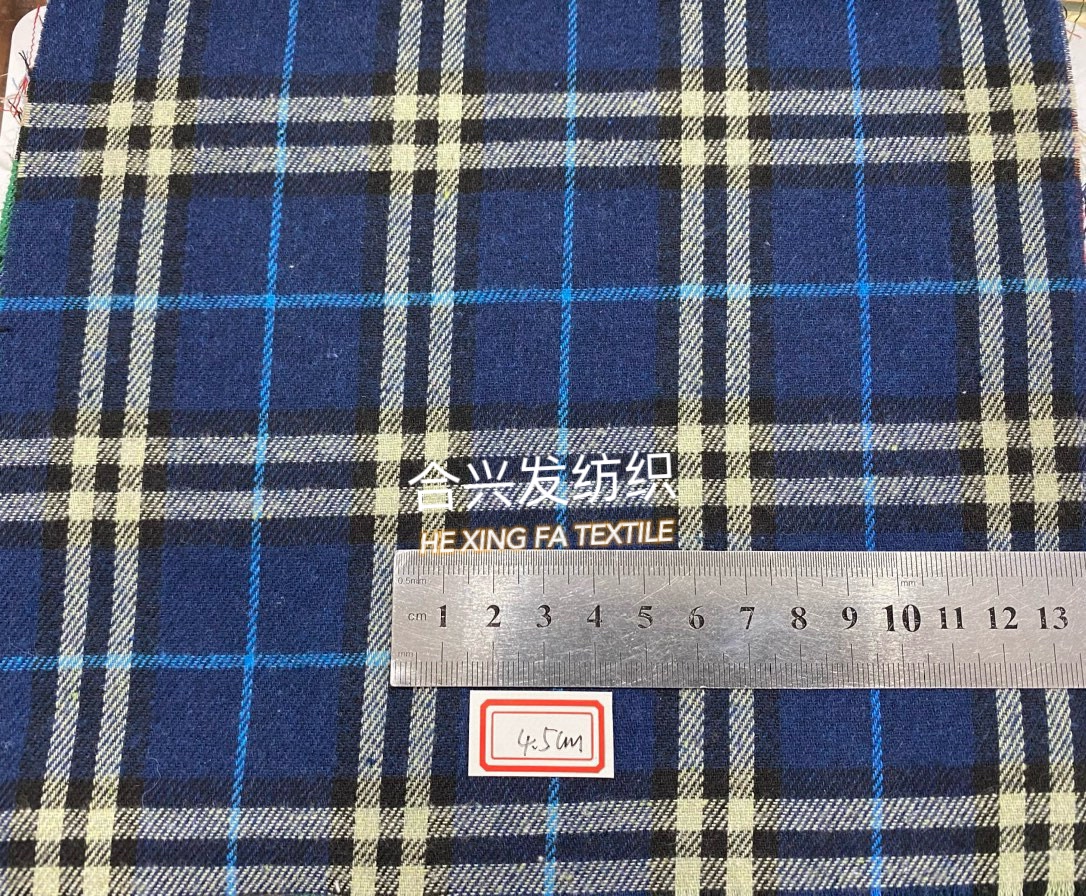 合兴发纺织
HE XING FA TEXTILE
0.5mm
mm
cm 1 2 3 4 5 6 7 8 9 10 11 12 13
mm
4.5cm